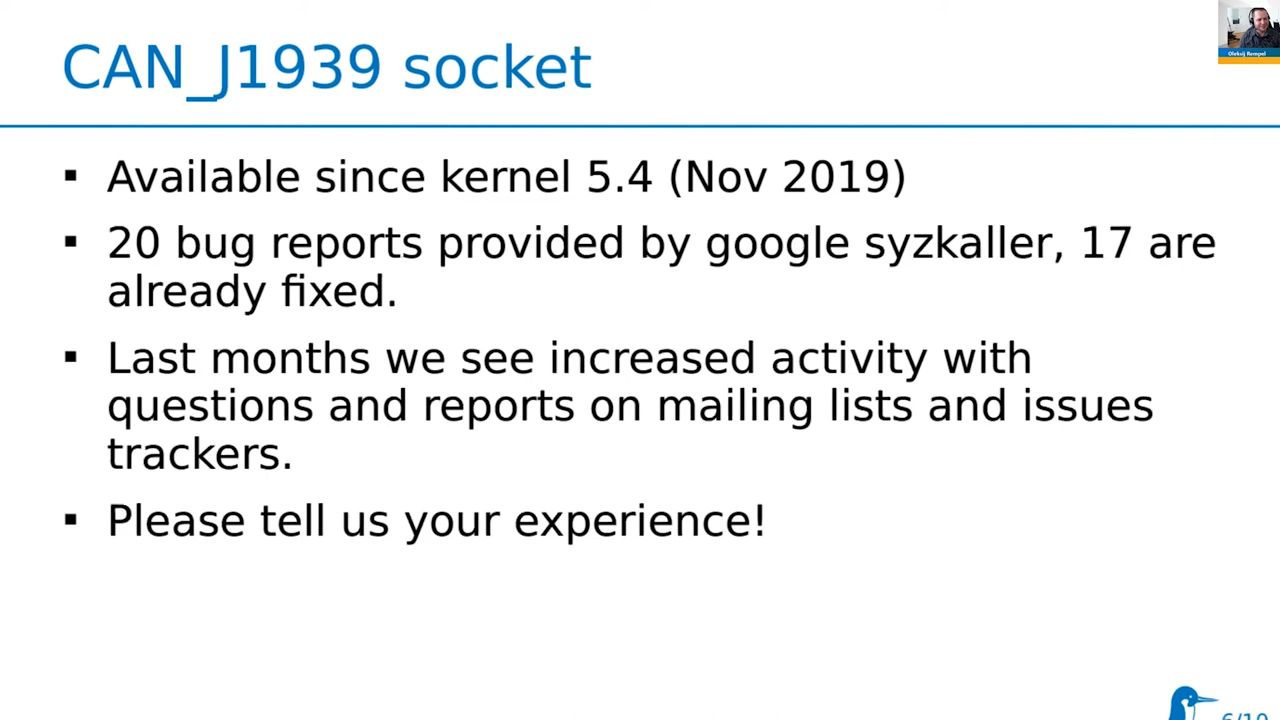 CAN_J1939 socket
Oleksij Rempel
▪ Available since kernel 5.4 (Nov 2019)
▪ 20 bug reports provided by google syzkaller, 17 are
already fixed.
▪ Last months we see increased activity with
questions and reports on mailing lists and issues
trackers.
▪ Please tell us your experience!